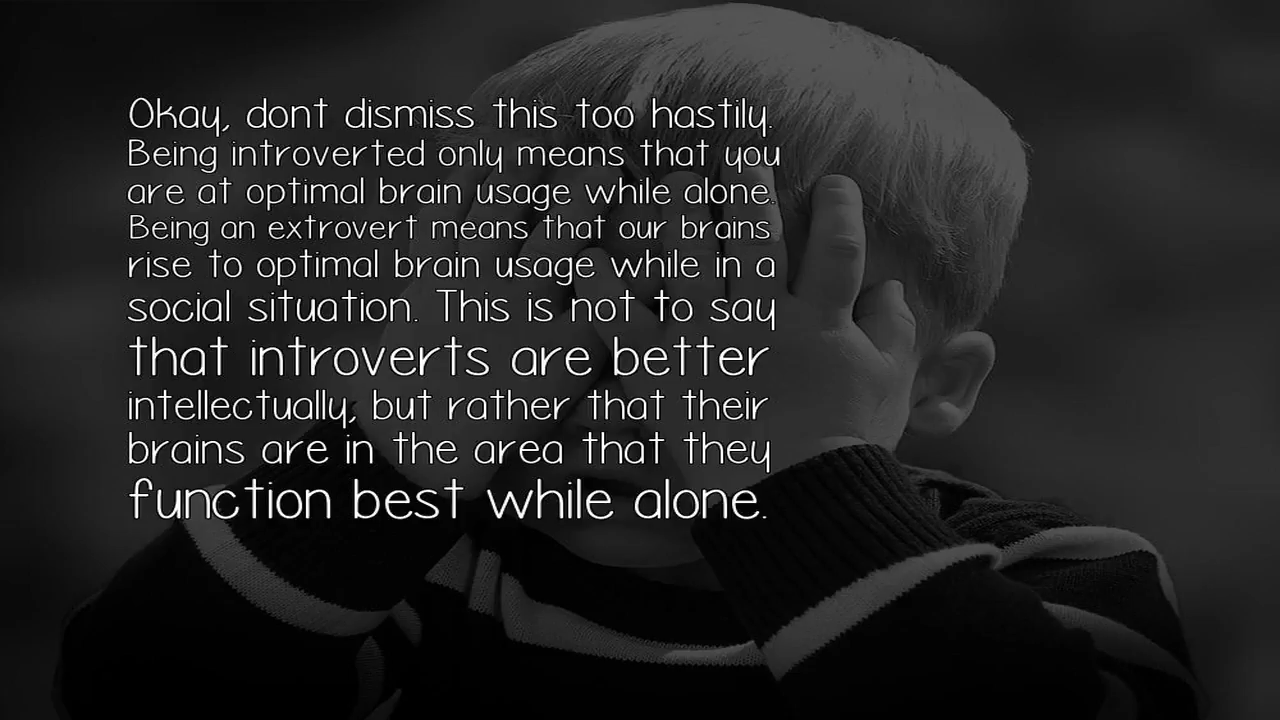 Okay, dont dismiss this too hastily.
Being introverted only means that you
are at optimal brain usage while alone.
Being an extrovert means that our brains
rise to optimal brain usage while in a
social situation. This is not to say
that introverts are better
intellectually, but rather that their
brains are in the area that they
function best while alone.